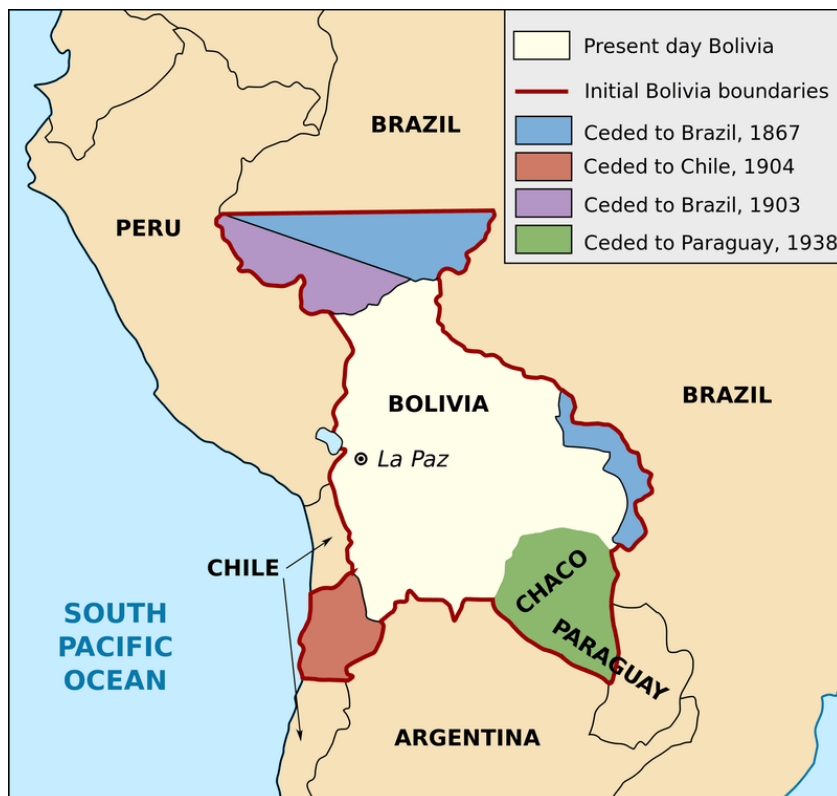 Present day Bolivia
Initial Bolivia boundaries
Ceded to Brazil, 1867
Ceded to Chile, 1904
Ceded to Brazil, 1903
Ceded to Paraguay, 1938
BRAZIL
PERU
BOLIVIA
BRAZIL
La Paz
CHILE
CHACO
PARAGUAY
SOUTH
PACIFIC
OCEAN
ARGENTINA